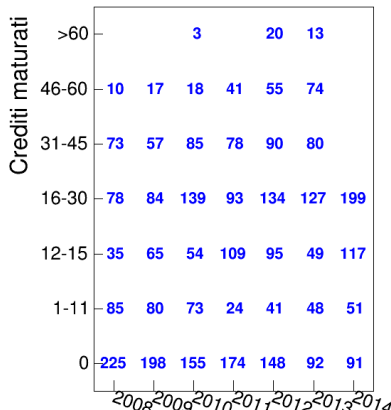 Crediti maturati
>60 3 20 13
46-60 10 17 18 41 55 74
31-45 73 57 85 78 90 80
16-30 78 84 139 93 134 127 199
12-15 35 65 54 109 95 49 117
1-11 85 80 73 24 41 48 51
0 225 198 155 174 148 92 91
2008 2009 2010 2011 2012 2013 2014